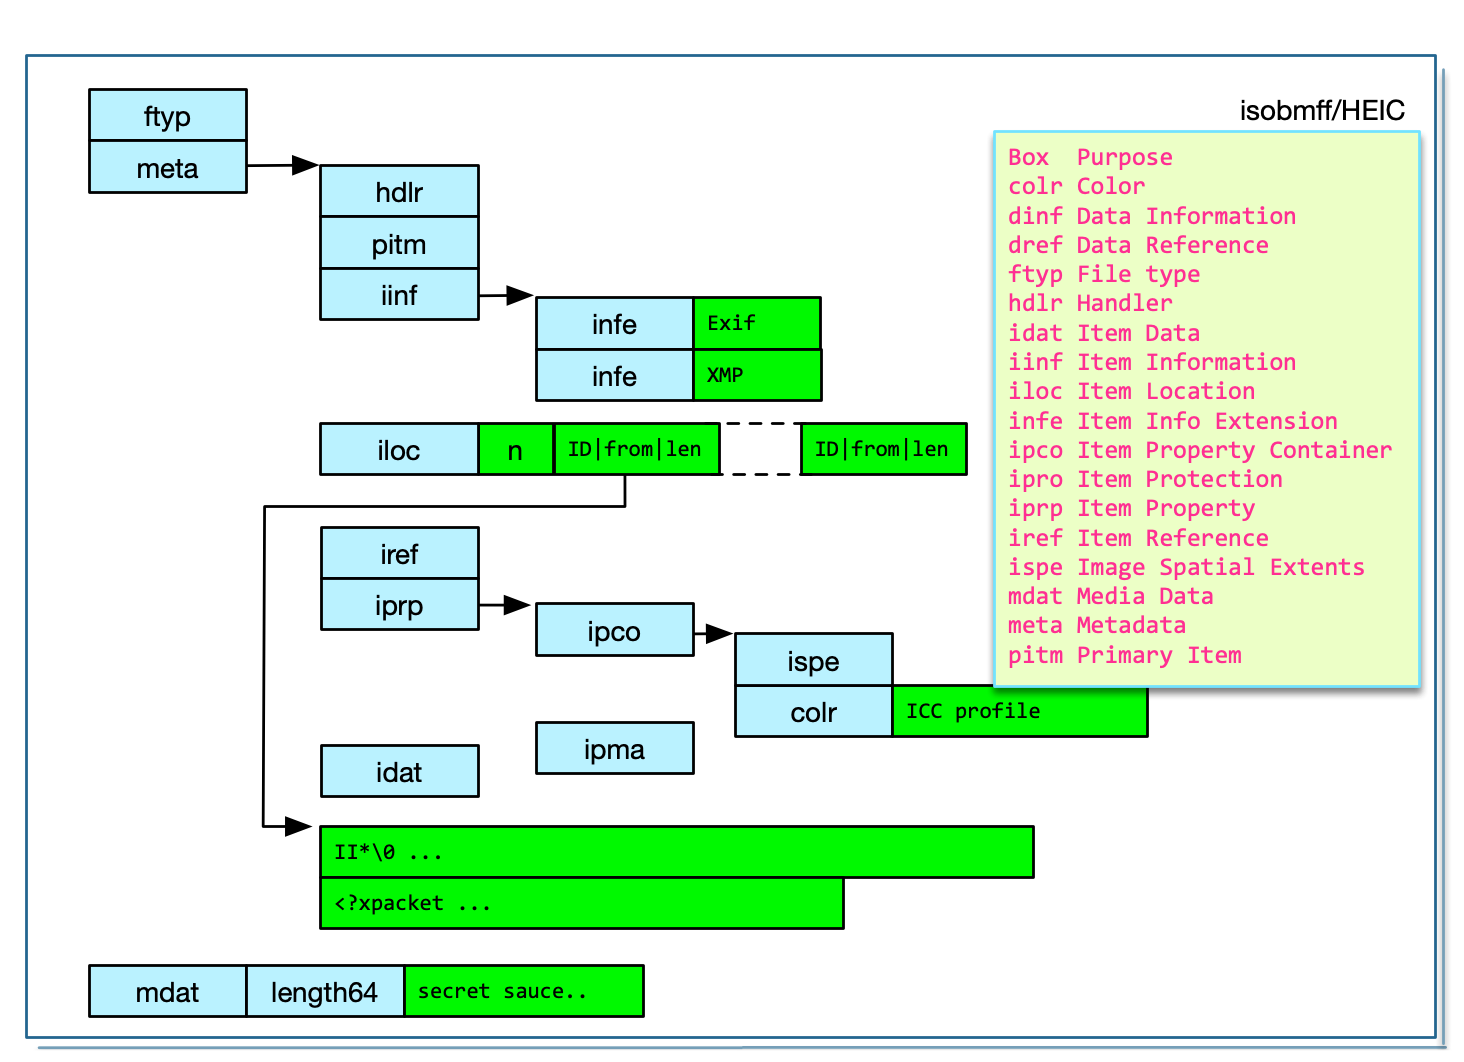 isobmff/HEIC
ftyp
meta
hdlr
pitm
iinf
infe Exif
infe XMP
iloc n ID|from|len ID|from|len
iref
iprp
ipco
ispe
colr ICC profile
ipma
idat
II*\0 ...
<?xpacket ...
mdat length64 secret sauce..
Box Purpose
colr Color
dinf Data Information
dref Data Reference
ftyp File type
hdlr Handler
idat Item Data
iinf Item Information
iloc Item Location
infe Item Info Extension
ipco Item Property Container
ipro Item Protection
iprp Item Property
iref Item Reference
ispe Image Spatial Extents
mdat Media Data
meta Metadata
pitm Primary Item